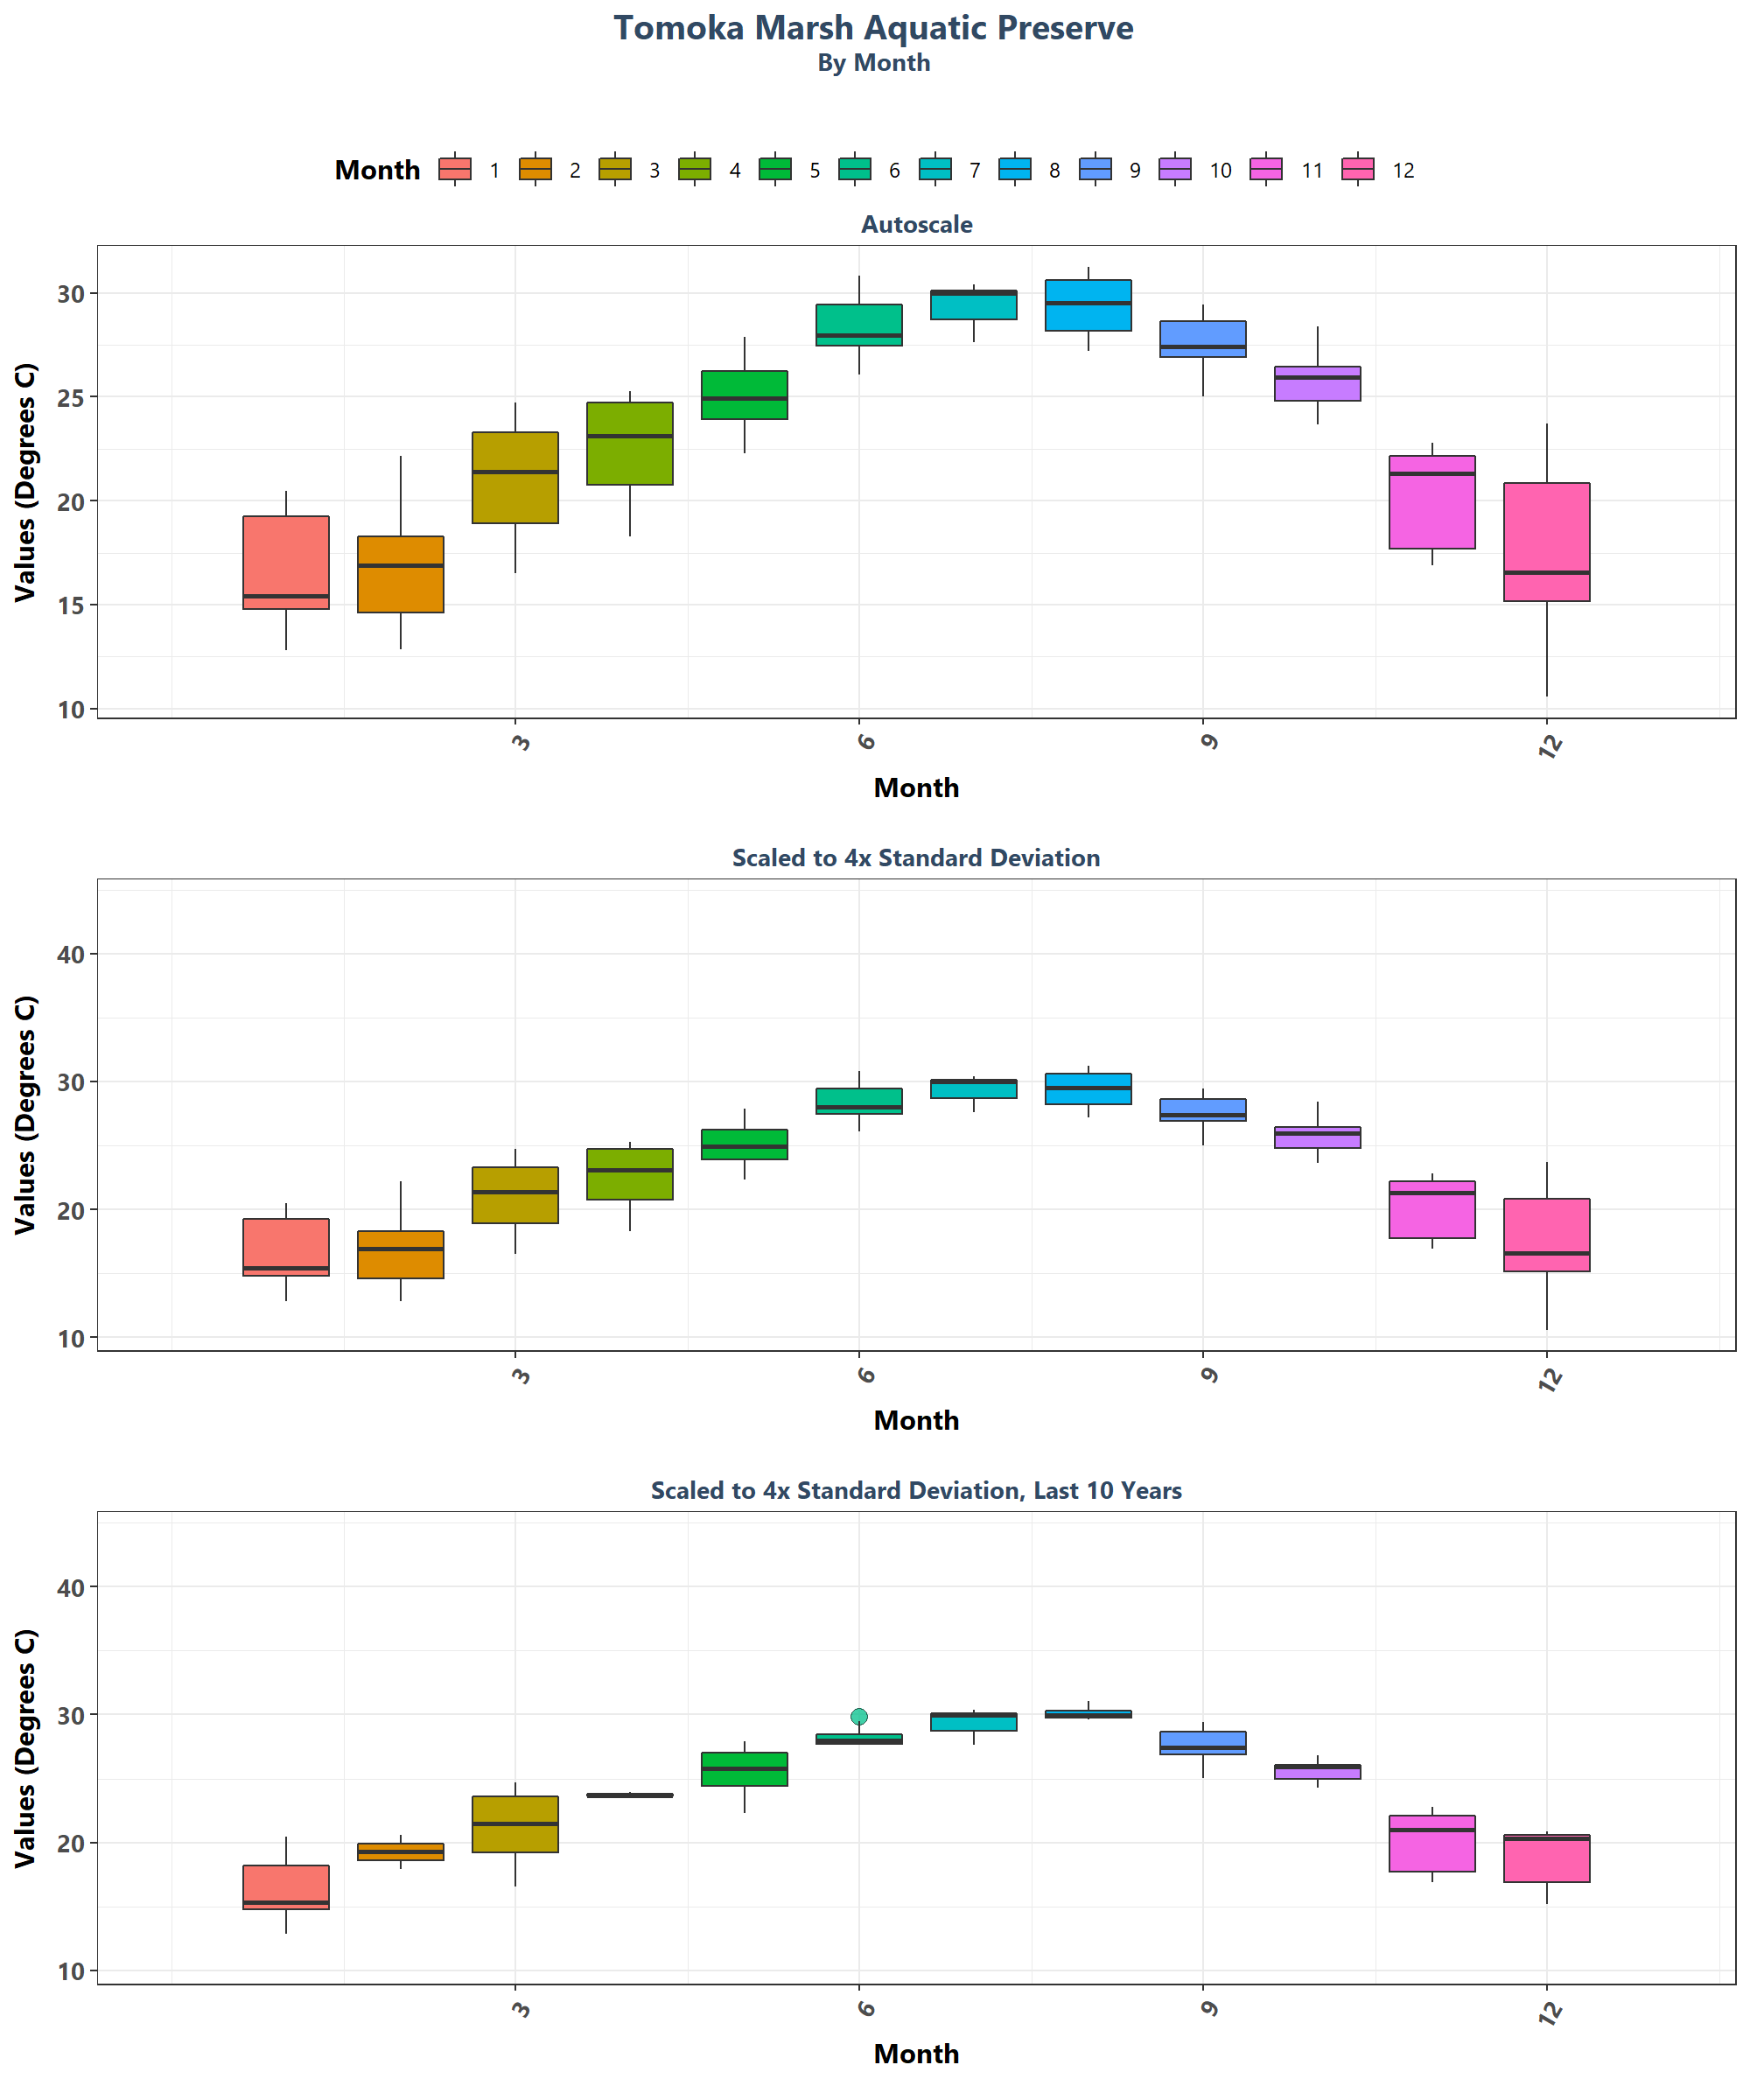 Tomoka Marsh Aquatic Preserve
By Month
Month 1 2 3 4 5 6 7 8 9 10 11 12
Autoscale
Values (Degrees C)
30
25
20
15
10
3 6 9 12
Month
Scaled to 4x Standard Deviation
Values (Degrees C)
40
30
20
10
3 6 9 12
Month
Scaled to 4x Standard Deviation, Last 10 Years
Values (Degrees C)
40
30
20
10
3 6 9 12
Month